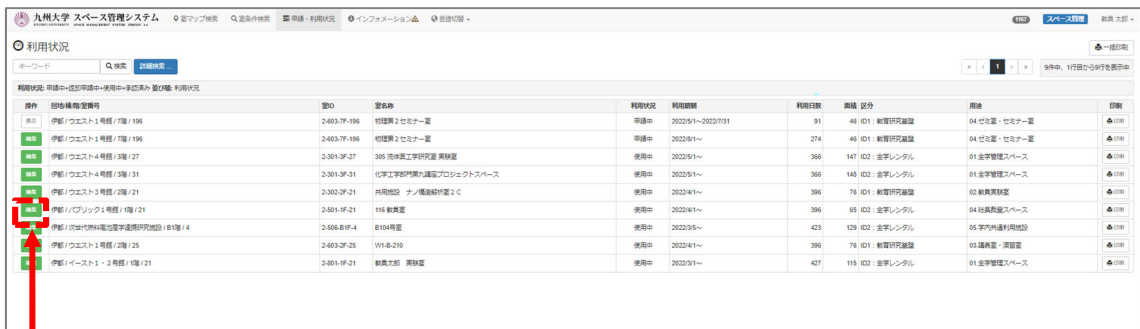 九州大学 スペース管理システム 室マップ検索 室条件検索 申請・利用状況 インフォメーション 言語切替 1157 スペース管理 教員 太郎
利用状況 一括印刷
キーワード 検索 詳細検索... « ‹ 1 › » 9件中、1行目から9行を表示中
利用状況: 申請中+返却申請中+使用中+承認済み 並び順: 利用状況
操作 団地/棟/階/室番号 室ID 室名称 利用状況 利用期間 利用日数 面積 区分 用途 印刷
表示 伊都 / ウエスト1号館 / 7階 / 196 2-603-7F-196 物理第2セミナー室 申請中 2022/5/1～2022/7/31 91 46 ID1：教育研究基盤 04.ゼミ室・セミナー室 印刷
編集 伊都 / ウエスト1号館 / 7階 / 196 2-603-7F-196 物理第2セミナー室 申請中 2022/8/1～ 274 46 ID1：教育研究基盤 04.ゼミ室・セミナー室 印刷
編集 伊都 / ウエスト4号館 / 3階 / 27 2-301-3F-27 305 流体医工学研究室 実験室 使用中 2022/5/1～ 366 147 ID2：全学レンタル 01.全学管理スペース 印刷
編集 伊都 / ウエスト4号館 / 3階 / 31 2-301-3F-31 化学工学部門第九講座プロジェクトスペース 使用中 2022/5/1～ 366 148 ID2：全学レンタル 01.全学管理スペース 印刷
編集 伊都 / ウエスト3号館 / 2階 / 21 2-302-2F-21 共用施設 ナノ構造解析室2C 使用中 2022/4/1～ 396 76 ID1：教育研究基盤 02.教員実験室 印刷
編集 伊都 / パブリック1号館 / 1階 / 21 2-501-1F-21 116 教員室 使用中 2022/4/1～ 396 65 ID2：全学レンタル 04.総長裁量スペース 印刷
伊都 / 次世代燃料電池産学連携研究施設 / B1階 / 4 2-506-B1F-4 B104号室 使用中 2022/3/5～ 423 129 ID2：全学レンタル 05.学内共通利用施設 印刷
伊都 / ウエスト1号館 / 2階 / 25 2-603-2F-25 W1-B-210 使用中 2022/4/1～ 396 76 ID1：教育研究基盤 03.講義室・演習室 印刷
伊都 / イースト1・2号館 / 1階 / 21 2-801-1F-21 教員太郎 実験室 使用中 2022/3/1～ 427 115 ID2：全学レンタル 01.全学管理スペース 印刷